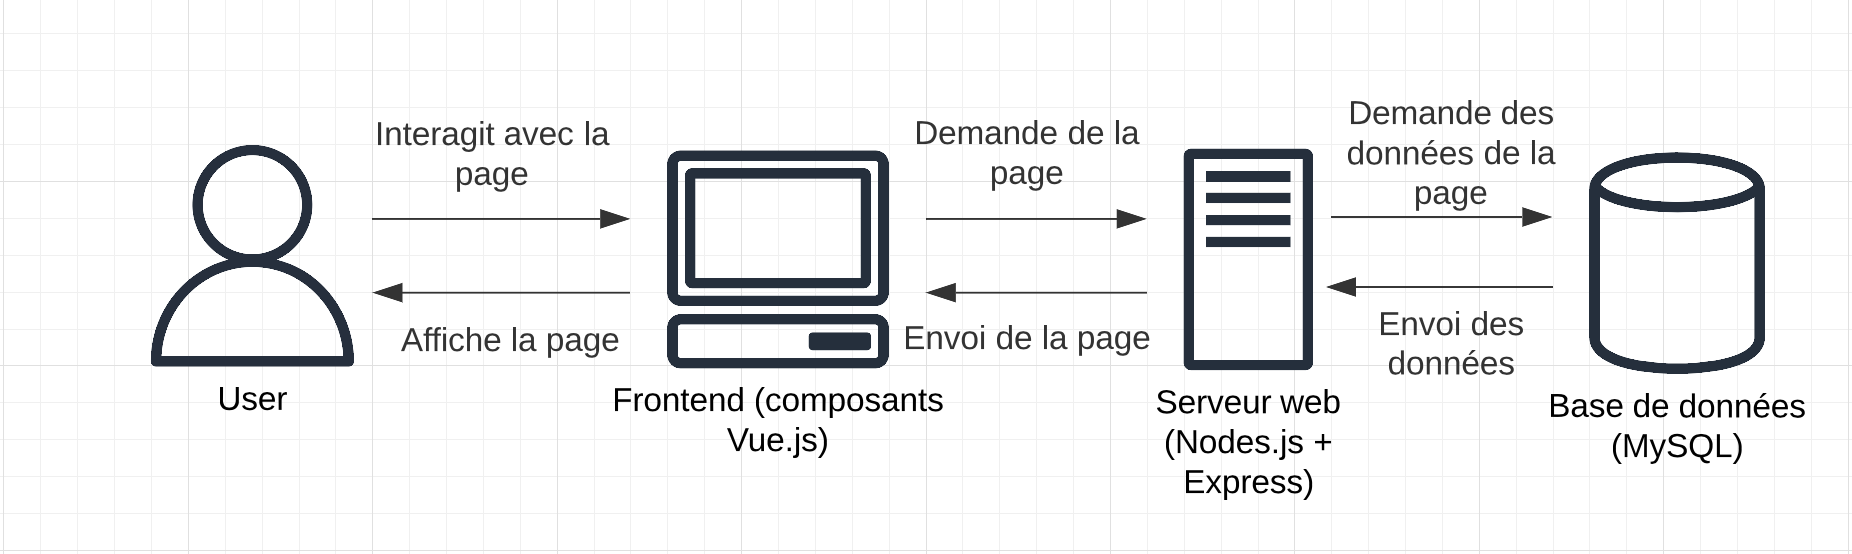 Interagit avec la
page
Affiche la page
User
Demande de la
page
Envoi de la page
Frontend (composants
Vue.js)
Demande des
données de la
page
Envoi des
données
Serveur web
(Nodes.js +
Express)
Base de données
(MySQL)